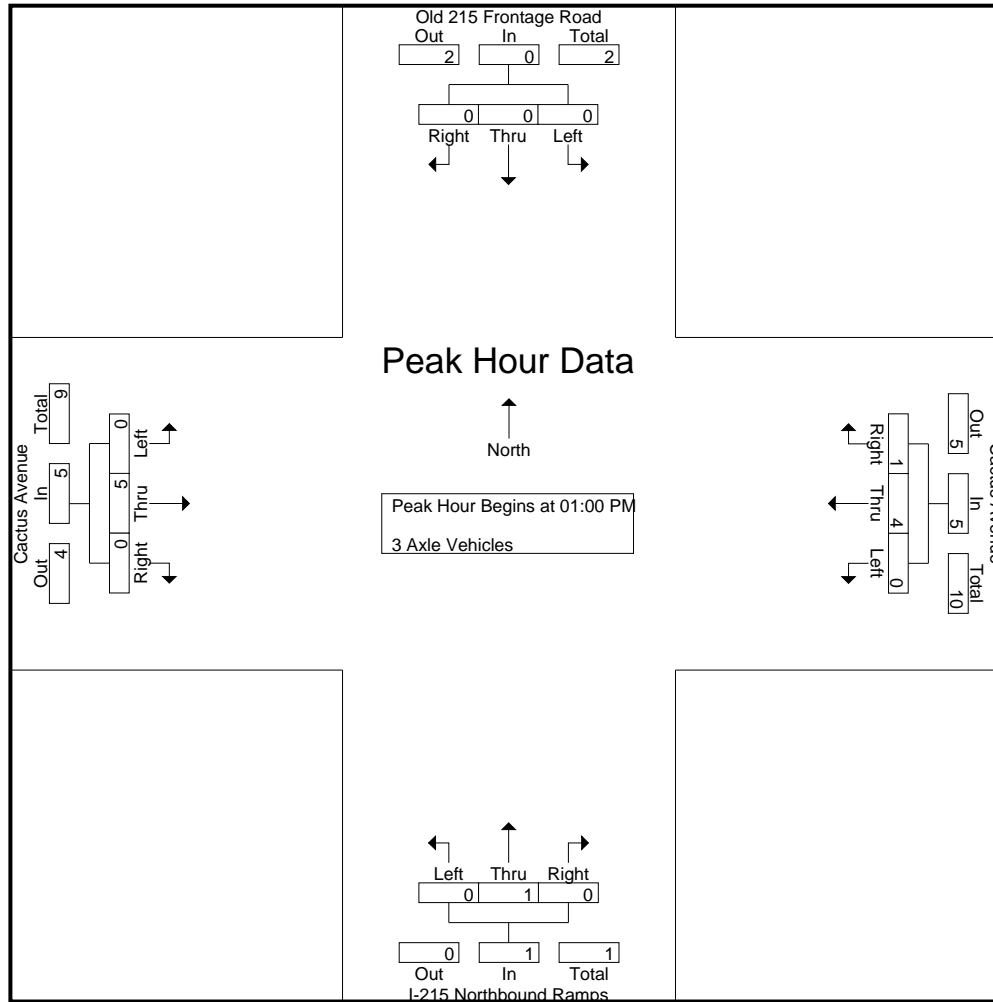 Old 215 Frontage Road
Out In Total
2 0 2
0 0 0
Right Thru Left
Peak Hour Data
North
Peak Hour Begins at 01:00 PM
3 Axle Vehicles
Cactus Avenue
Total In Out
9 5 4
0 5 0
Left Thru Right
Out In Total
5 5 10
1 4 0
Right Thru Left
Left Thru Right
0 1 0
0 1 1
Out In Total
I-215 Northbound Ramps